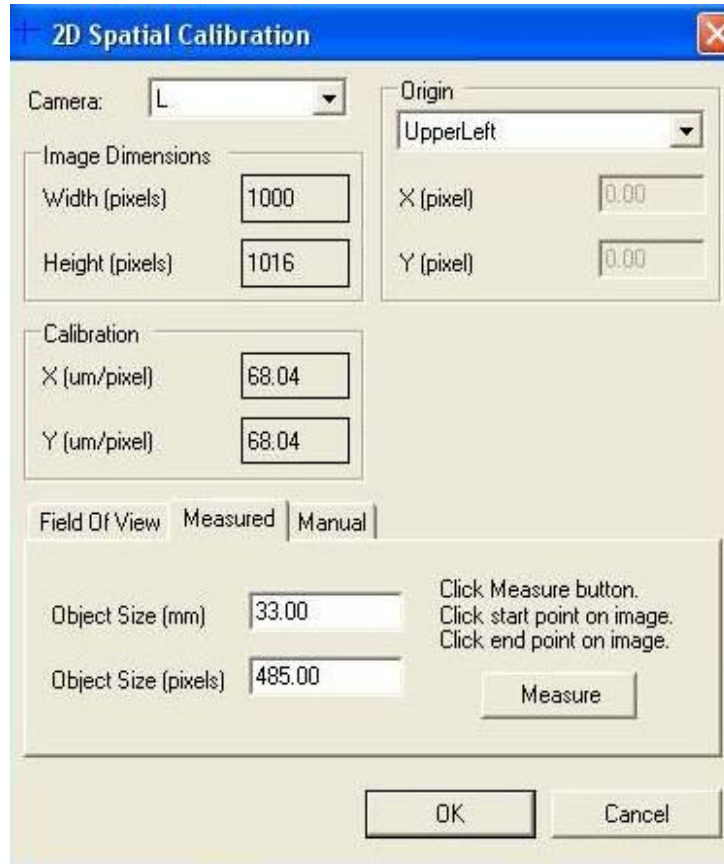 2D Spatial Calibration
Camera: L
Origin
UpperLeft
X (pixel) 0.00
Y (pixel) 0.00
Image Dimensions
Width (pixels) 1000
Height (pixels) 1016
Calibration
X (um/pixel) 68.04
Y (um/pixel) 68.04
Field Of View Measured Manual
Object Size (mm) 33.00
Object Size (pixels) 485.00
Click Measure button.
Click start point on image.
Click end point on image.
Measure
OK Cancel